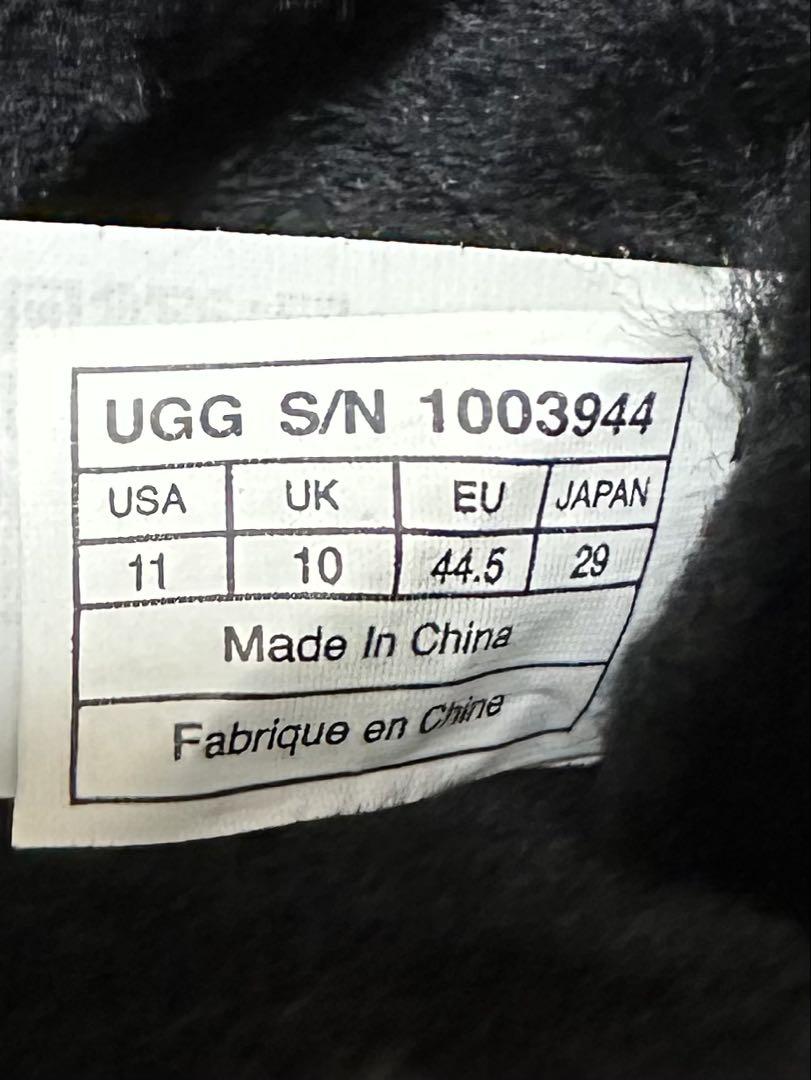 UGG S/N 1003944
USA UK EU JAPAN
11 10 44.5 29
Made In China
Fabrique en Chine